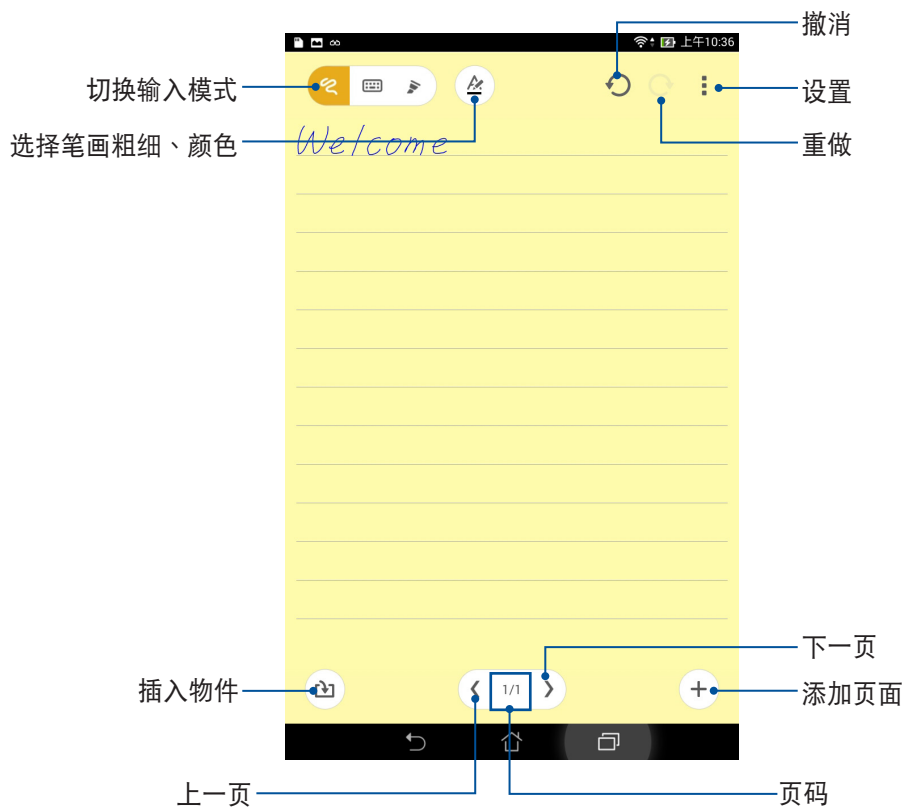 撤消
上午10:36
切换输入模式
设置
选择笔画粗细、颜色
重做
Welcome
下一页
插入物件
1/1
添加页面
上一页
页码